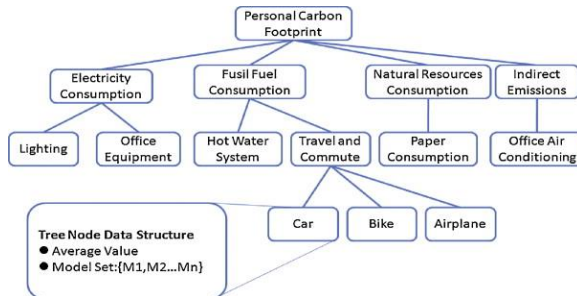 Personal Carbon
Footprint
Electricity
Consumption
Fusil Fuel
Consumption
Natural Resources
Consumption
Indirect
Emissions
Lighting
Office
Equipment
Hot Water
System
Travel and
Commute
Paper
Consumption
Office Air
Conditioning
Car
Bike
Airplane
Tree Node Data Structure
● Average Value
● Model Set:{M1,M2...Mn}